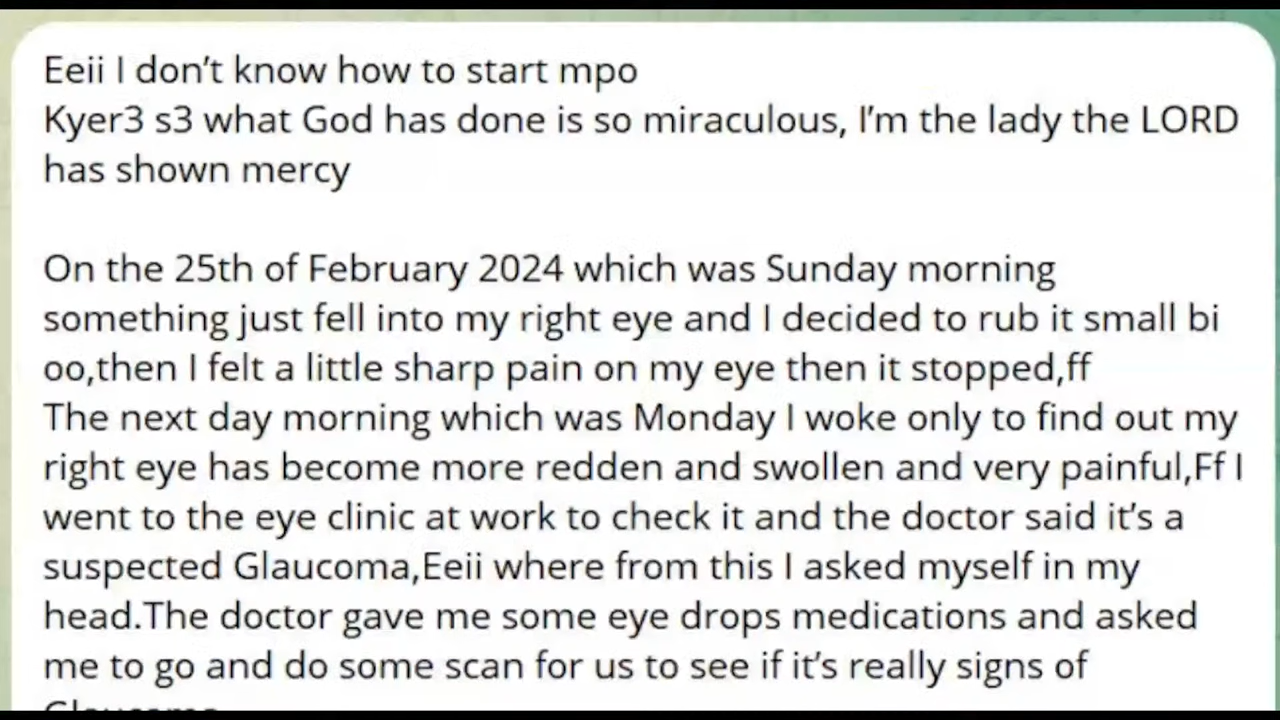 Eeii I don't know how to start mpo
Kyer3 s3 what God has done is so miraculous, I'm the lady the LORD
has shown mercy
On the 25th of February 2024 which was Sunday morning
something just fell into my right eye and I decided to rub it small bi
oo,then I felt a little sharp pain on my eye then it stopped,ff
The next day morning which was Monday I woke only to find out my
right eye has become more redden and swollen and very painful,Ff I
went to the eye clinic at work to check it and the doctor said it's a
suspected Glaucoma,Eeii where from this I asked myself in my
head.The doctor gave me some eye drops medications and asked
me to go and do some scan for us to see if it's really signs of